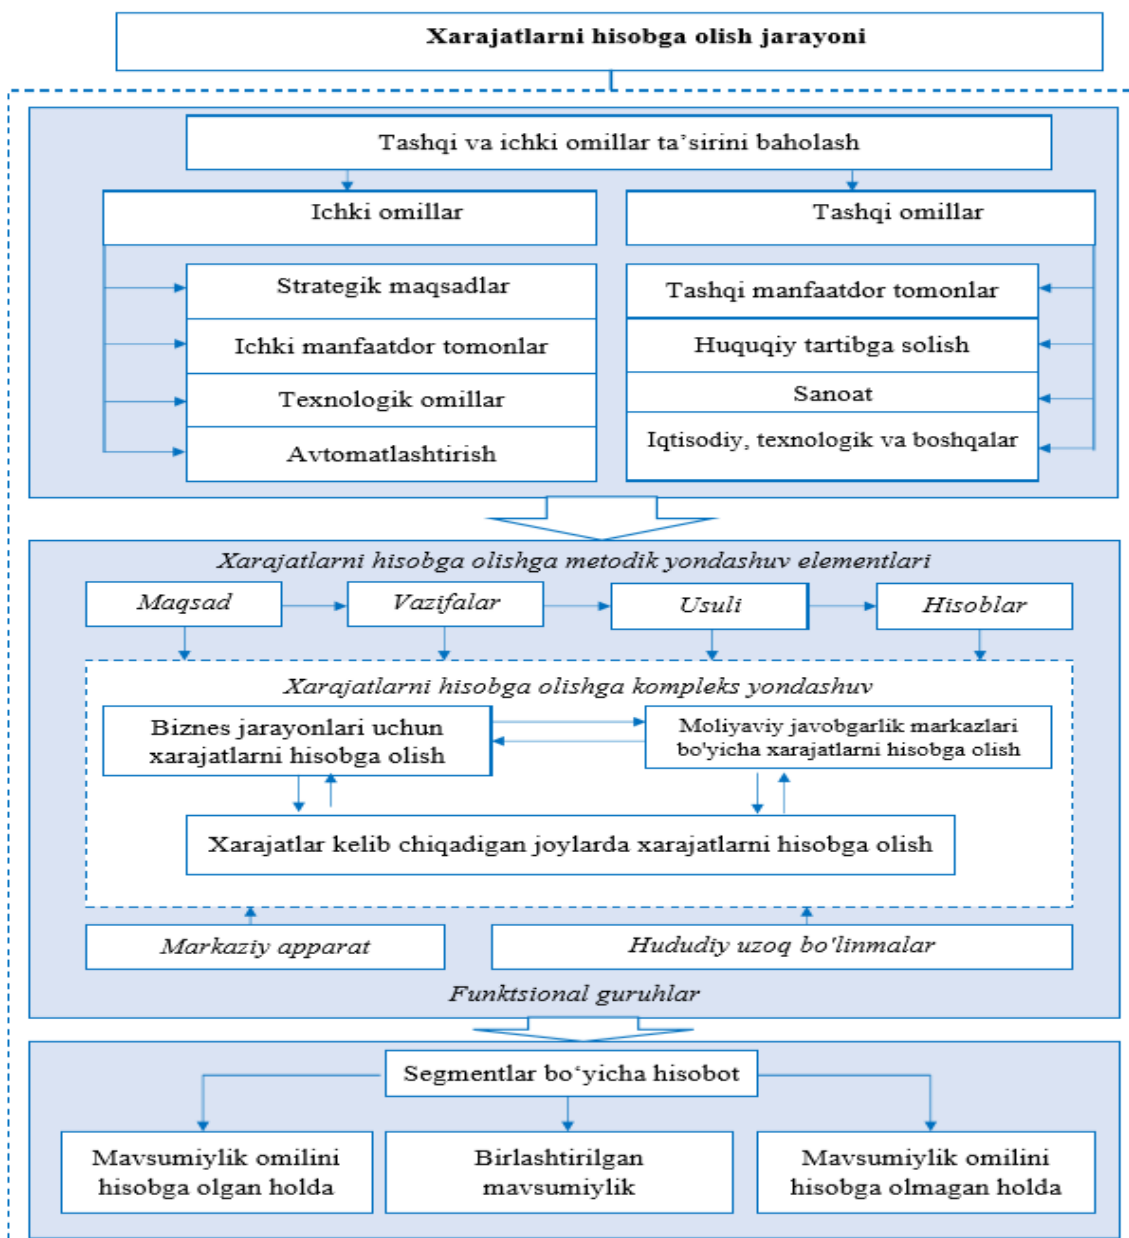 Xarajatlarni hisobga olish jarayoni
Tashqi va ichki omillar ta’sirini baholash
Ichki omillar
Tashqi omillar
Strategik maqsadlar
Ichki manfaatdor tomonlar
Texnologik omillar
Avtomatlashtirish
Tashqi manfaatdor tomonlar
Huquqiy tartibga solish
Sanoat
Iqtisodiy, texnologik va boshqalar
Xarajatlarni hisobga olishga metodik yondashuv elementlari
Maqsad
Vazifalar
Usuli
Hisoblar
Xarajatlarni hisobga olishga kompleks yondashuv
Biznes jarayonlari uchun
xarajatlarni hisobga olish
Moliyaviy javobgarlik markazlari
bo'yicha xarajatlarni hisobga olish
Xarajatlar kelib chiqadigan joylarda xarajatlarni hisobga olish
Markaziy apparat
Hududiy uzoq bo'linmalar
Funktsional guruhlar
Segmentlar bo‘yicha hisobot
Mavsumiylik omilini
hisobga olgan holda
Birlashtirilgan
mavsumiylik
Mavsumiylik omilini
hisobga olmagan holda